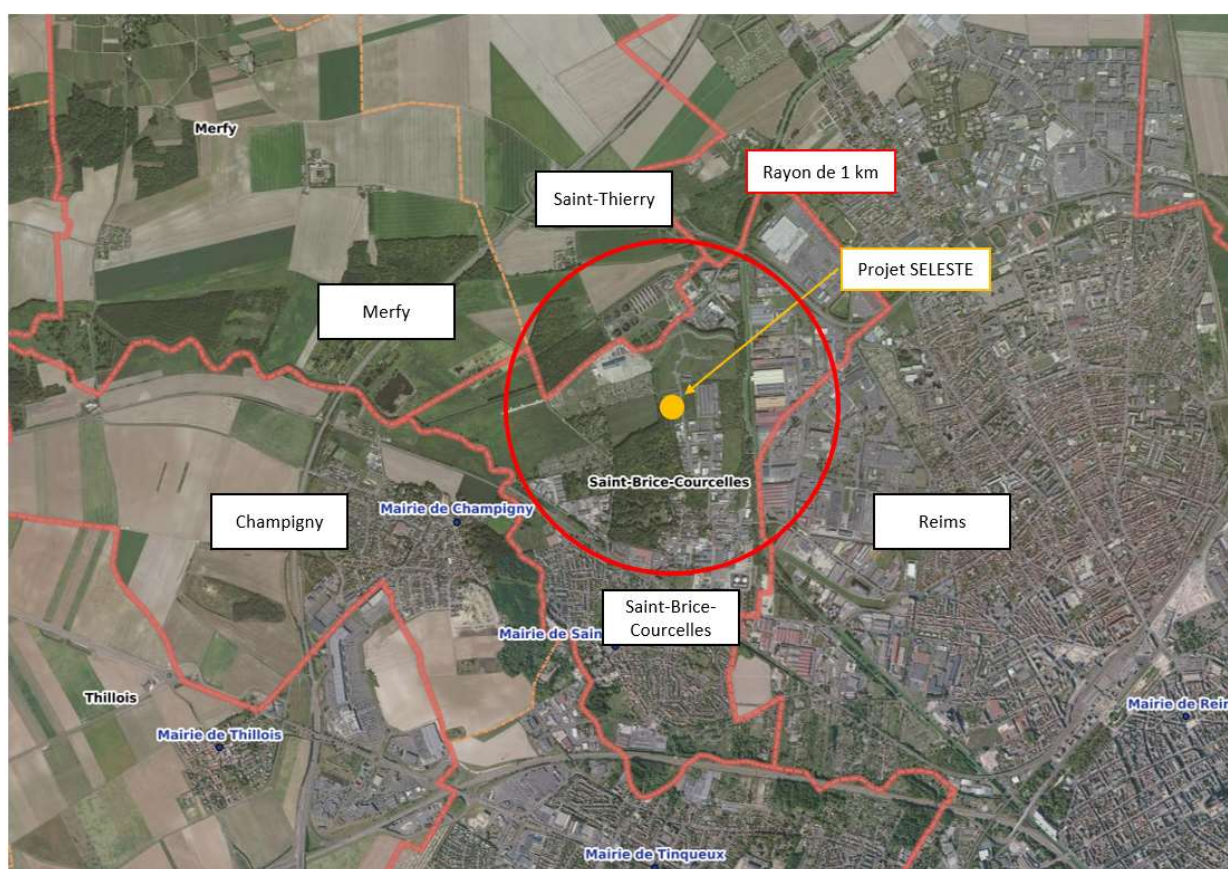 Merfy
Rayon de 1 km
Saint-Thierry
Projet SELESTE
Merfy
Saint-Brice-Courcelles
Champigny
Mairie de Champigny
Reims
Saint-Brice-
Courcelles
Mairie de Sain
Thillois
Mairie de Reim
Mairie de Thillois
Mairie de Tinqueux